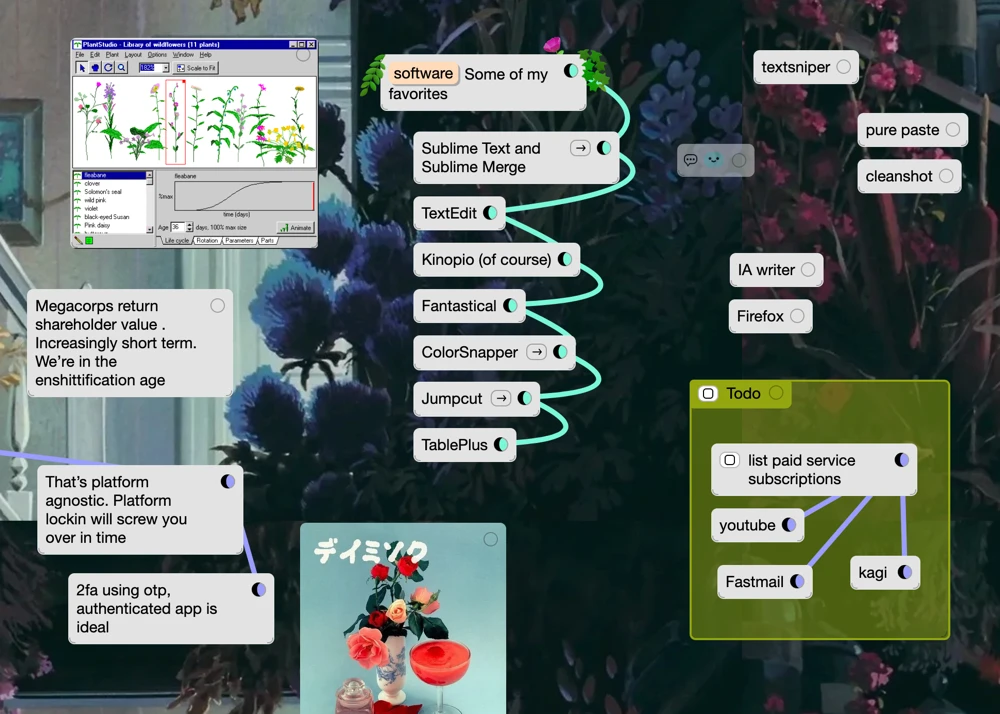 PlantStudio - Library of wildflowers (11 plants)
File Edit Plant Layout Options Window Help
182%
Scale to Fit
fleabane
clover
Solomon's seal
wild pink
violet
black-eyed Susan
Pink daisy
fleabane
%max
time (days)
Age 36 days, 100% max size
Animate
Life cycle Rotation Parameters Parts
software Some of my
favorites
Sublime Text and
Sublime Merge
TextEdit
Kinopio (of course)
Fantastical
ColorSnapper
Jumpcut
TablePlus
textsniper
pure paste
cleanshot
IA writer
Firefox
Megacorps return
shareholder value .
Increasingly short term.
We’re in the
enshittification age
That’s platform
agnostic. Platform
lockin will screw you
over in time
2fa using otp,
authenticated app is
ideal
デイミンク
Todo
list paid service
subscriptions
youtube
Fastmail
kagi